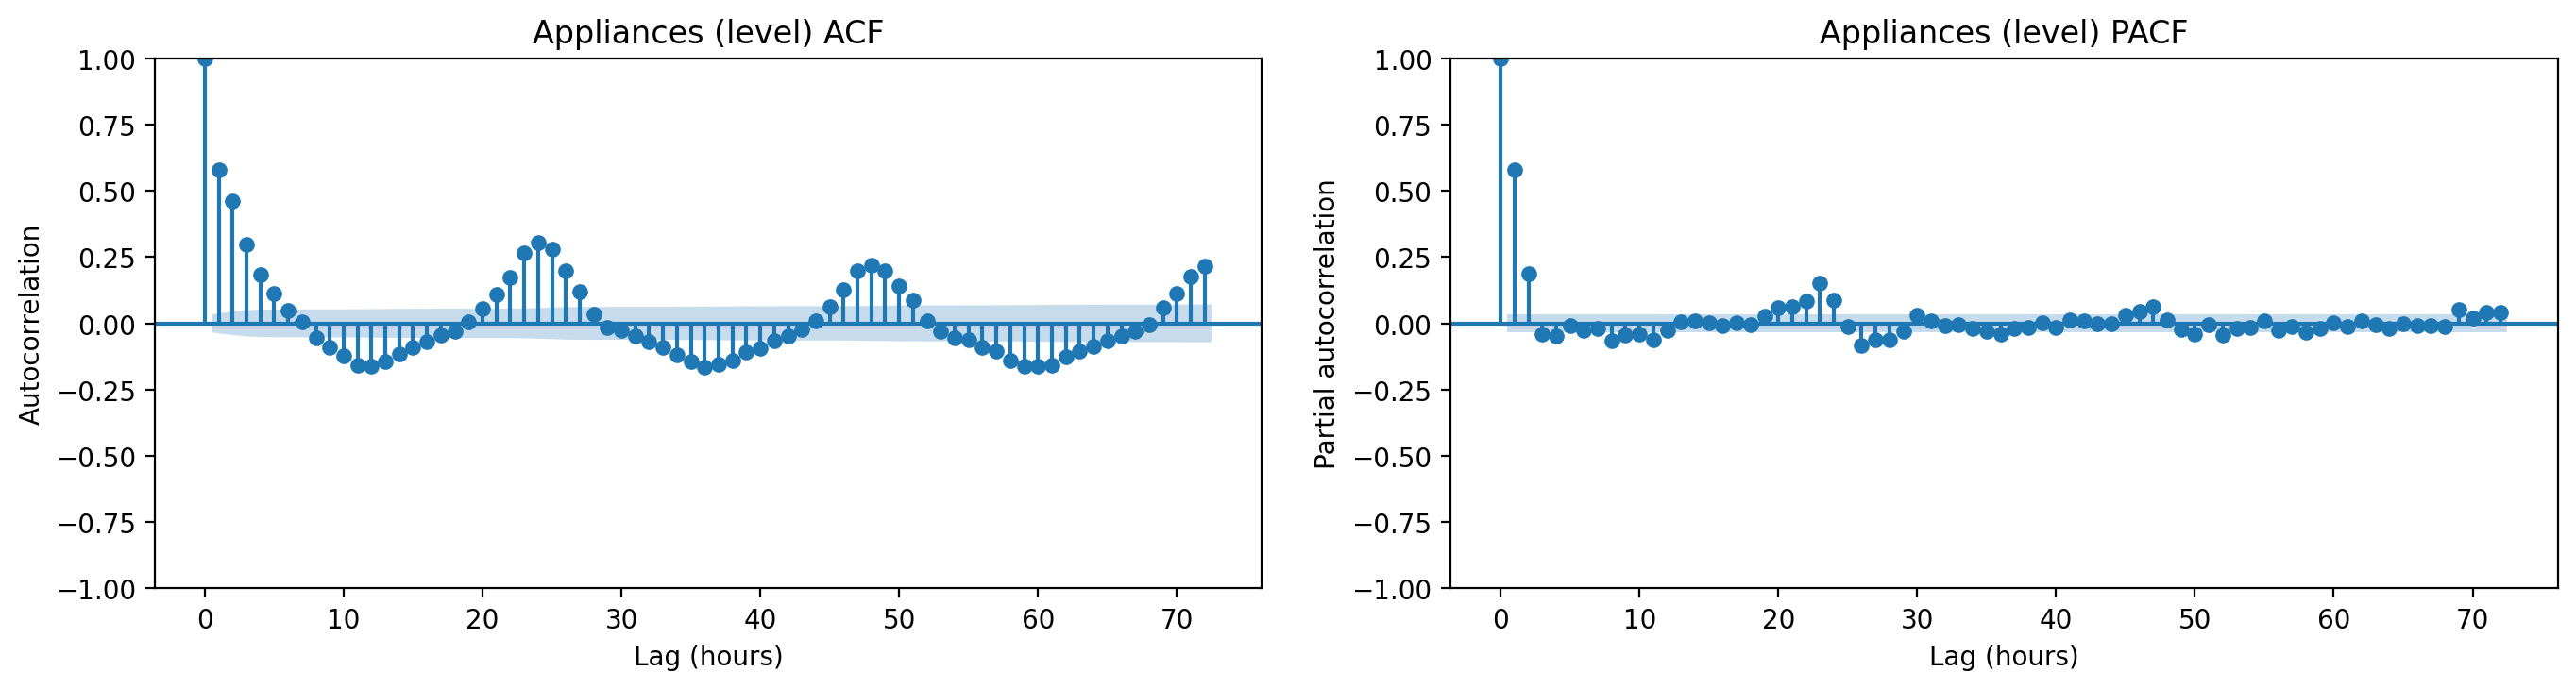 Appliances (level) ACF
1.00
0.75
0.50
0.25
0.00
−0.25
−0.50
−0.75
−1.00
Autocorrelation
0 10 20 30 40 50 60 70
Lag (hours)
Appliances (level) PACF
1.00
0.75
0.50
0.25
0.00
−0.25
−0.50
−0.75
−1.00
Partial autocorrelation
0 10 20 30 40 50 60 70
Lag (hours)